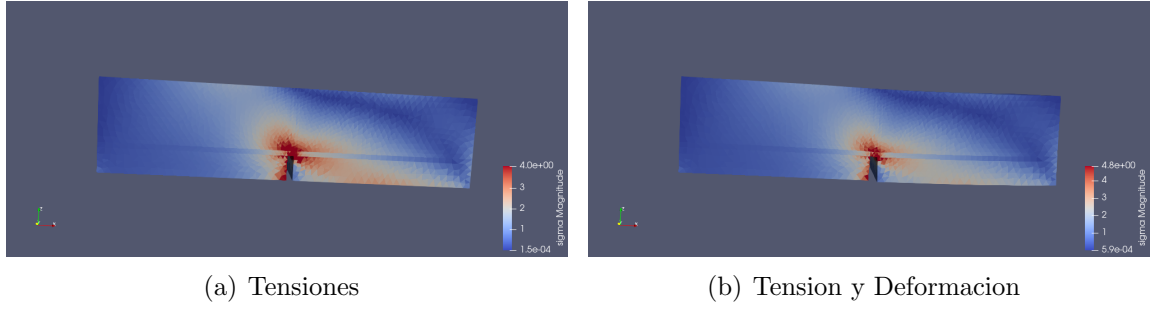 4.0e+00
3
2
1
1.5e-04
sigma Magnitude
4.8e+00
4
3
2
1
5.9e-04
sigma Magnitude
(a) Tensiones
(b) Tension y Deformacion